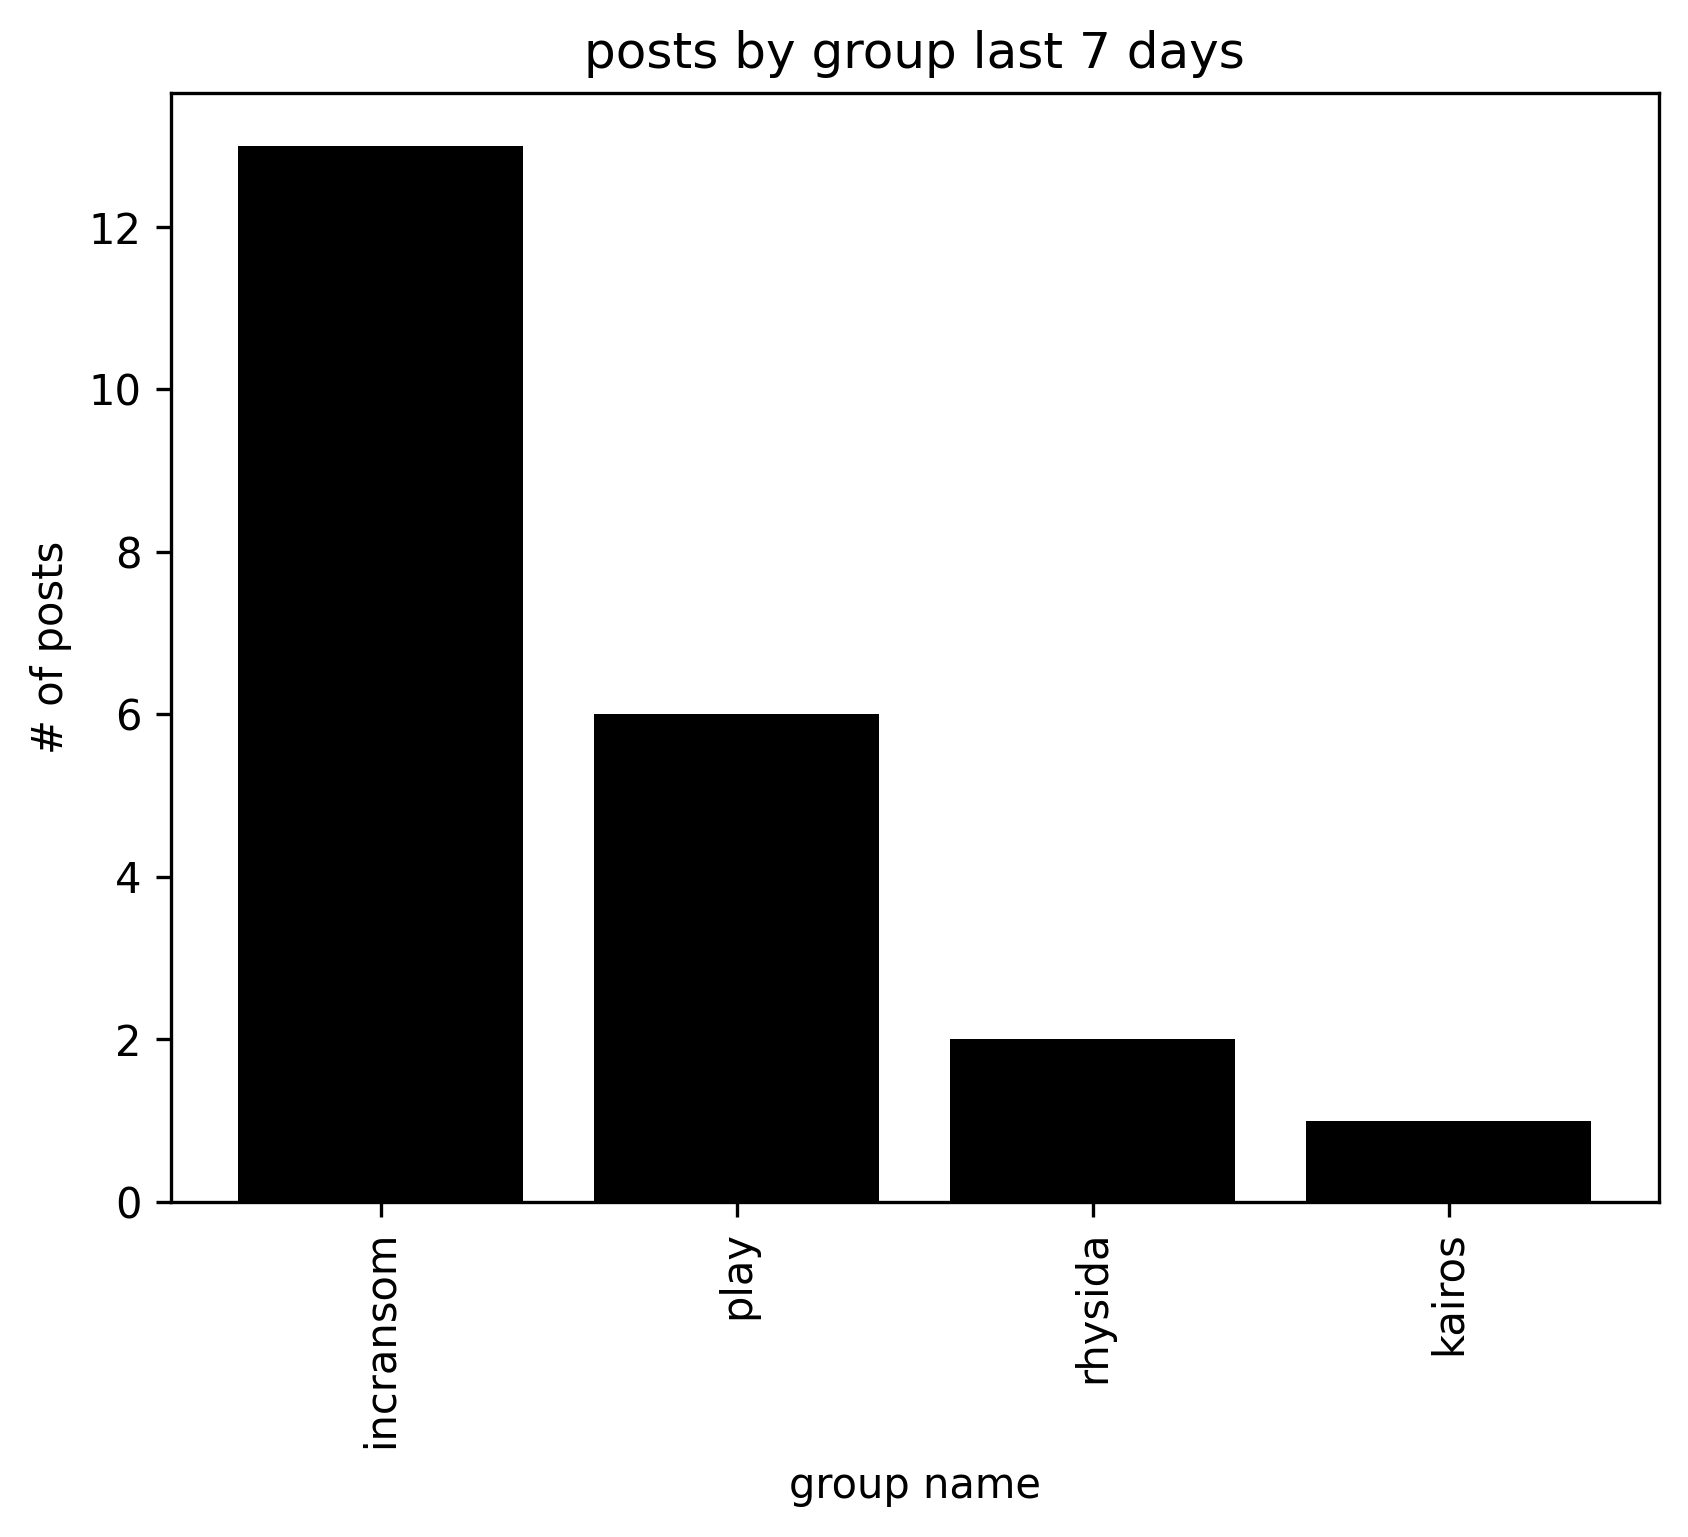 posts by group last 7 days
# of posts
12
10
8
6
4
2
0
incransom
play
rhysida
kairos
group name